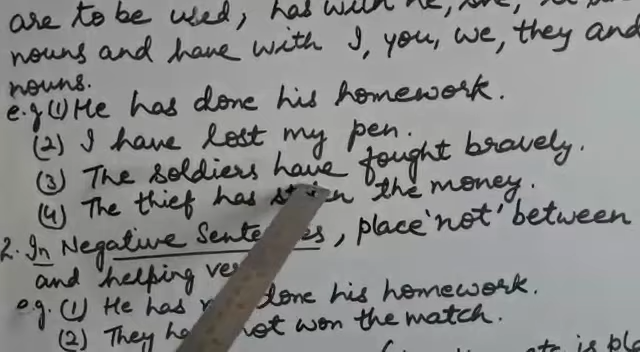 are to be used, has with he, she,
nouns and have with I, you, we, they and
nouns.
e.g (1) He has done his homework.
(2) I have lost my pen.
(3) The soldiers have fought bravely.
(4) The thief has the money.
2. In Negative Sentences, place 'not' between
and helping
eg. (1) He has done his homework.
(2) They not won the match.
is